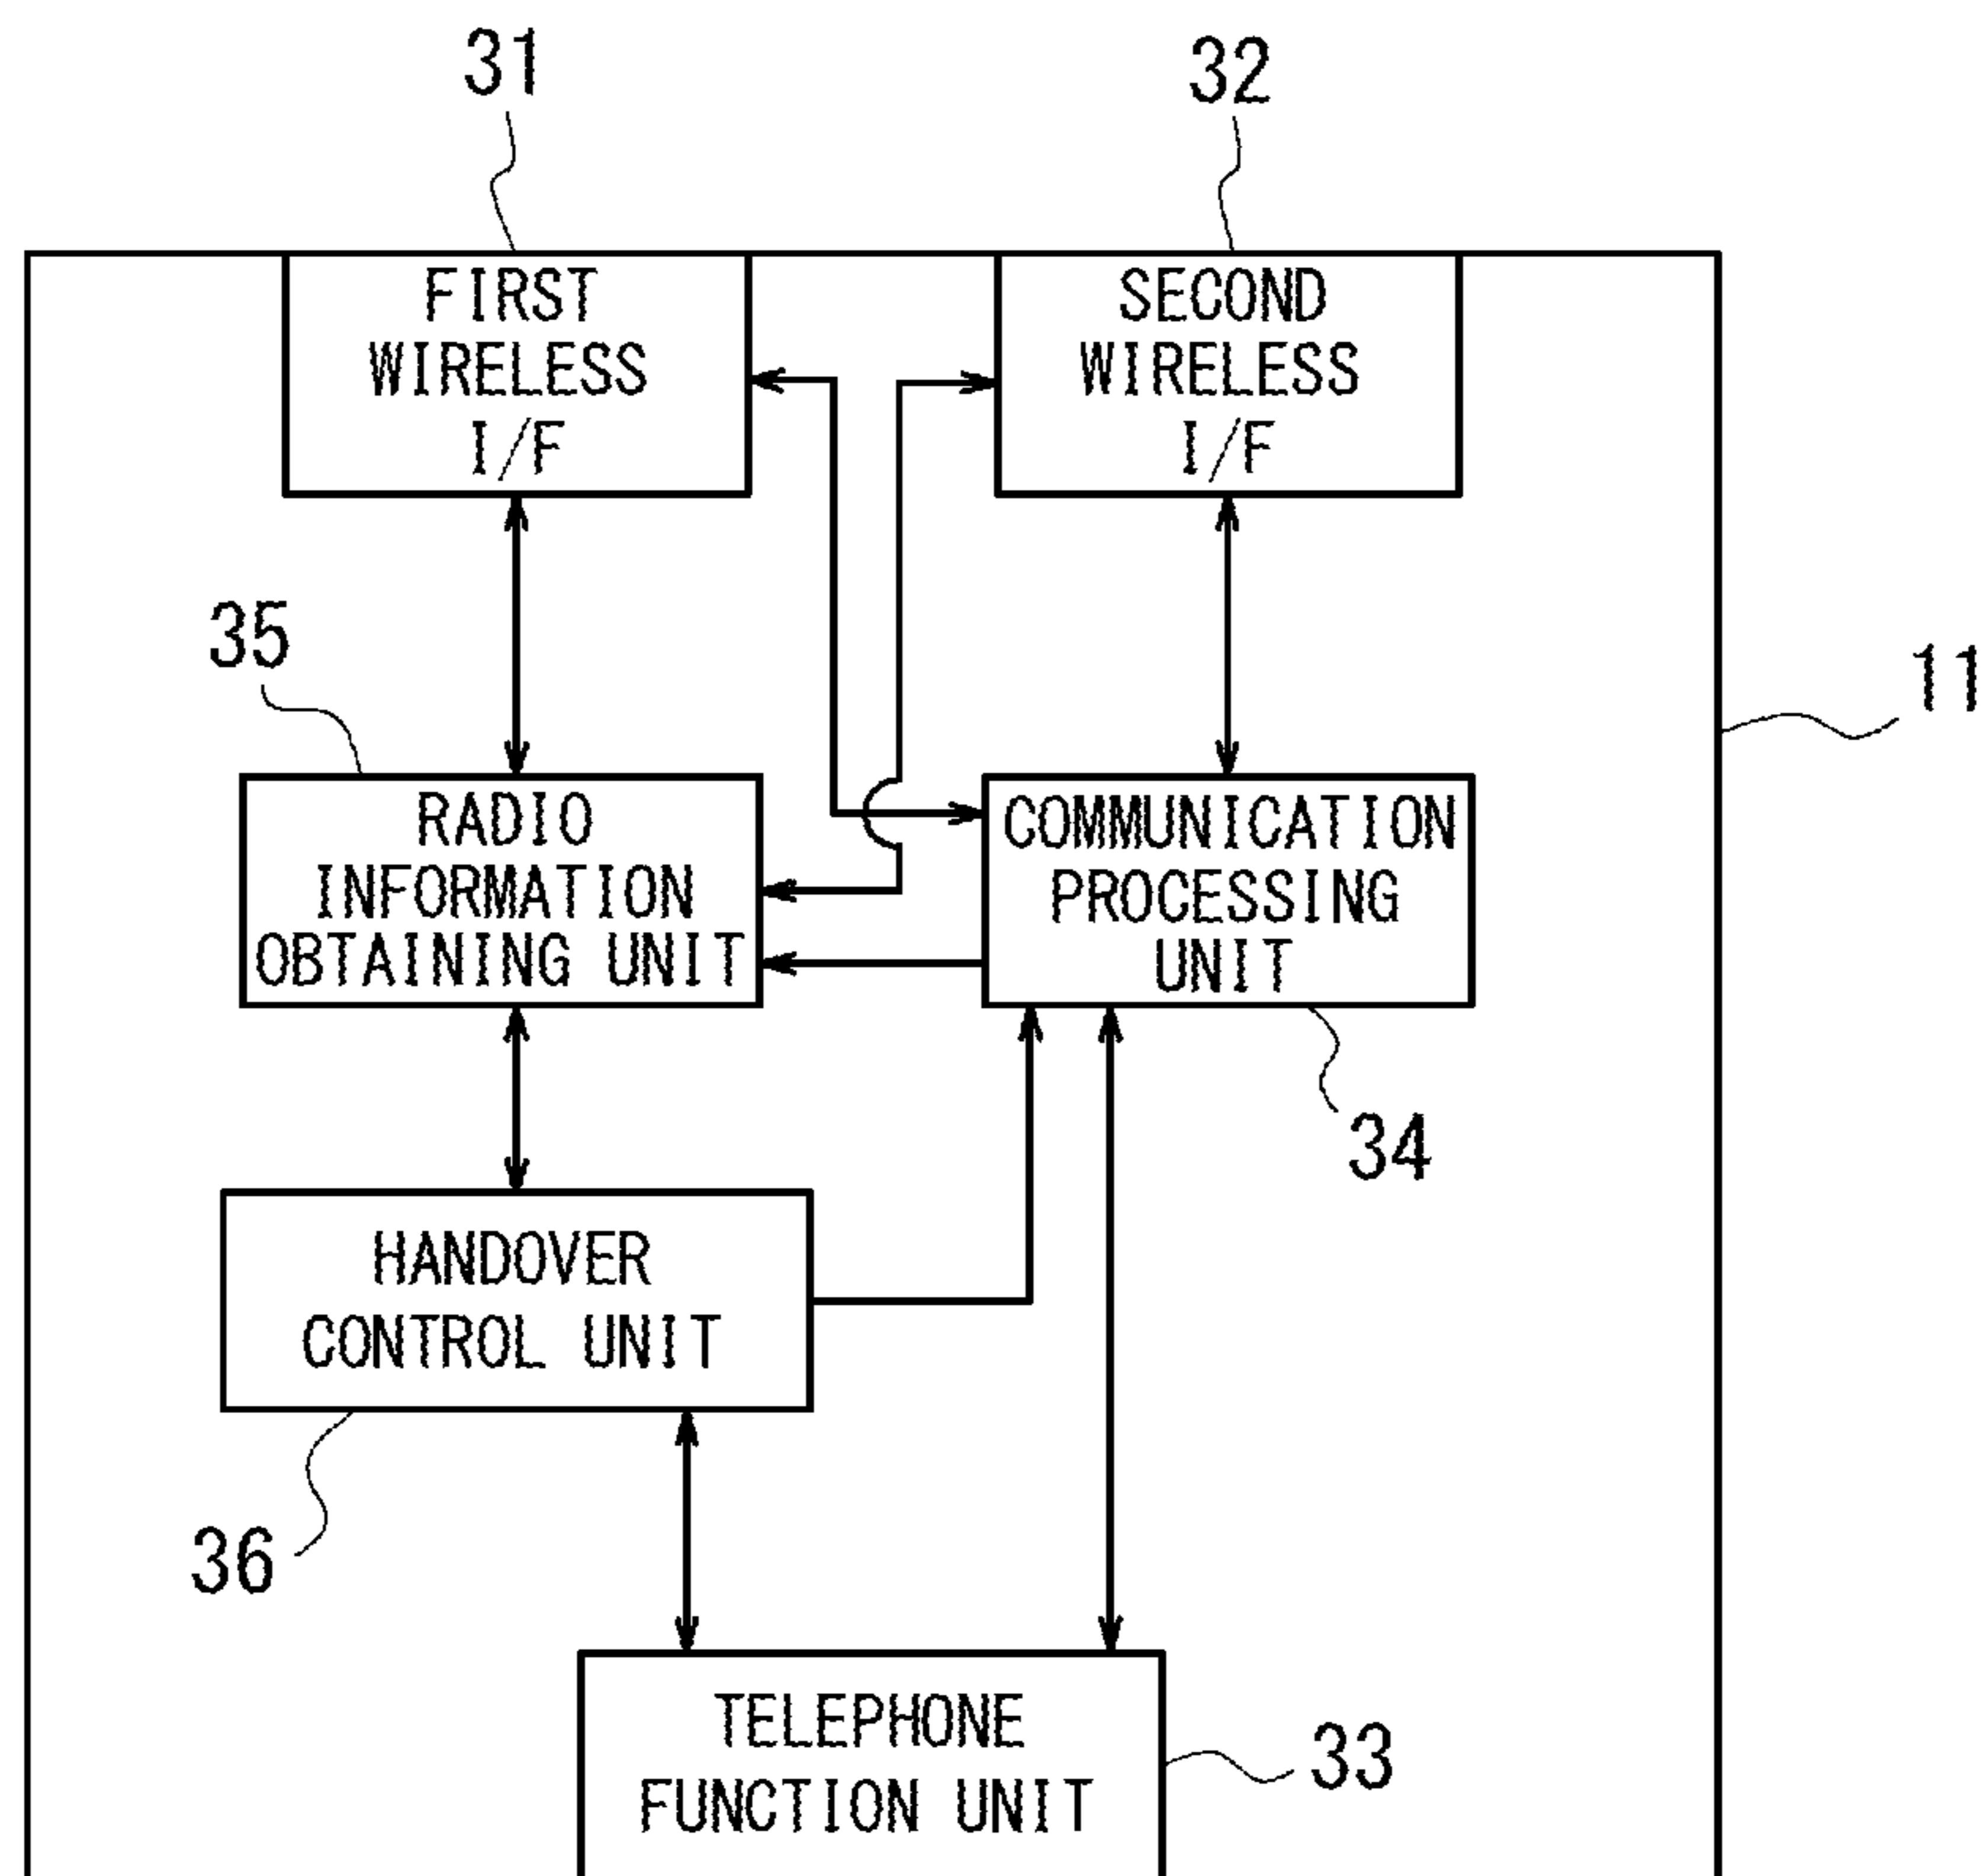 31
32
FIRST
WIRELESS
I/F
SECOND
WIRELESS
I/F
35
11
RADIO
INFORMATION
OBTAINING UNIT
COMMUNICATION
PROCESSING
UNIT
34
HANDOVER
CONTROL UNIT
36
TELEPHONE
FUNCTION UNIT
33